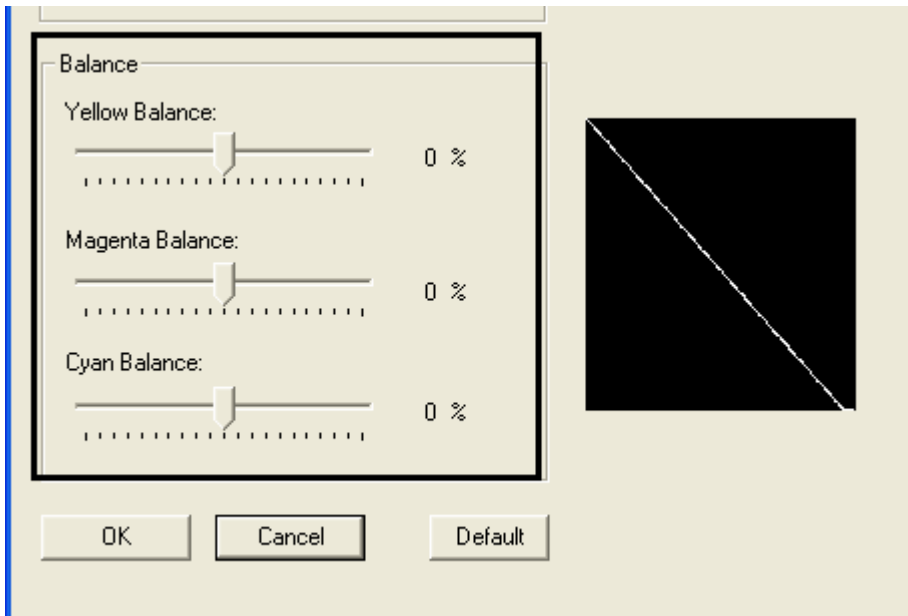 Balance
Yellow Balance:
0 %
Magenta Balance:
0 %
Cyan Balance:
0 %
OK Cancel Default